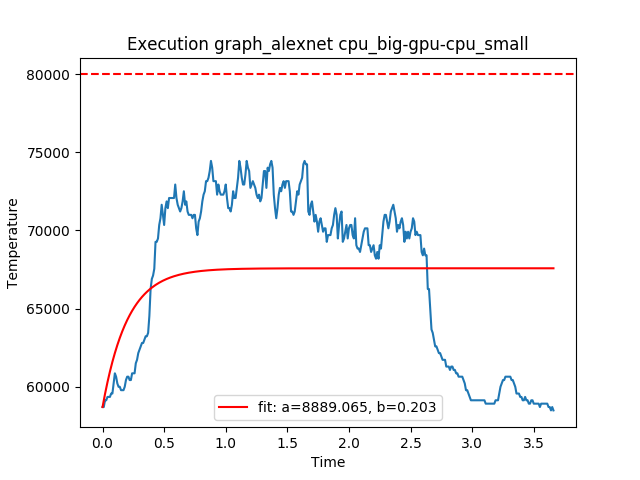 Execution graph_alexnet cpu_big-gpu-cpu_small
80000
75000
70000
65000
60000
Temperature
fit: a=8889.065, b=0.203
0.0 0.5 1.0 1.5 2.0 2.5 3.0 3.5
Time